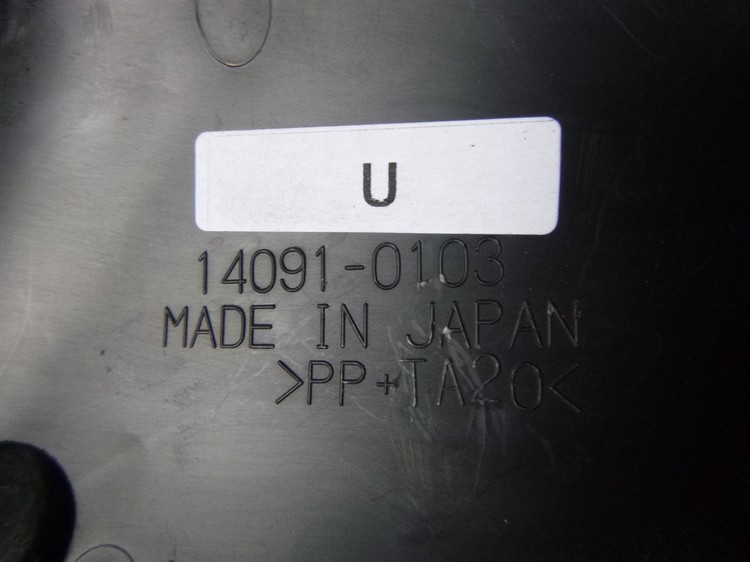 U
14091-0103
MADE IN JAPAN
>PP+TA20<